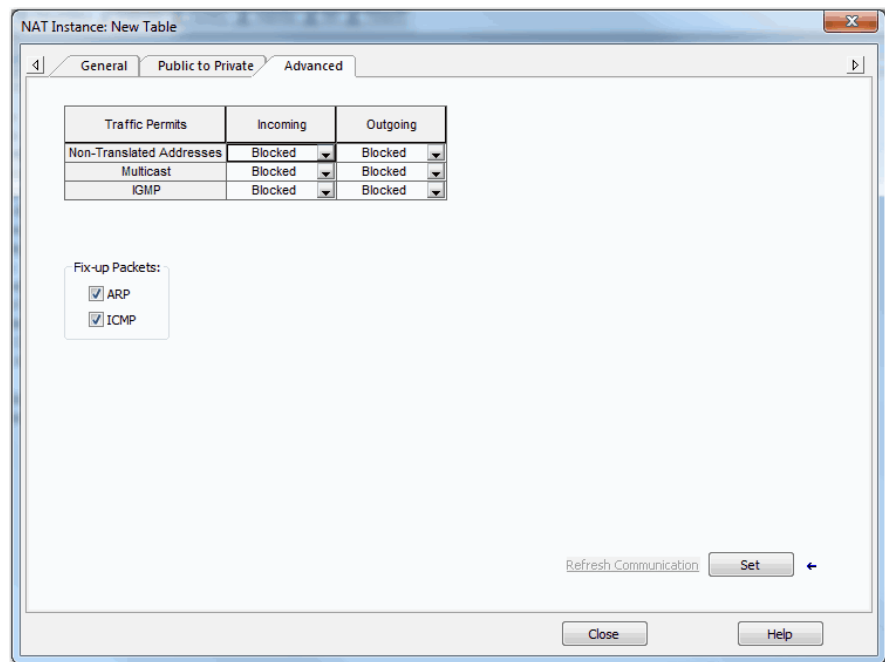 NAT Instance: New Table
General Public to Private Advanced
Traffic Permits Incoming Outgoing
Non-Translated Addresses Blocked Blocked
Multicast Blocked Blocked
IGMP Blocked Blocked
Fix-up Packets:
ARP
ICMP
Refresh Communication Set
Close Help